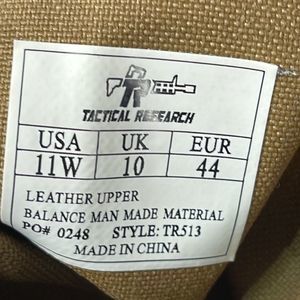 TACTICAL RESEARCH
USA UK EUR
11W 10 44
LEATHER UPPER
BALANCE MAN MADE MATERIAL
PO# 0248 STYLE: TR513
MADE IN CHINA